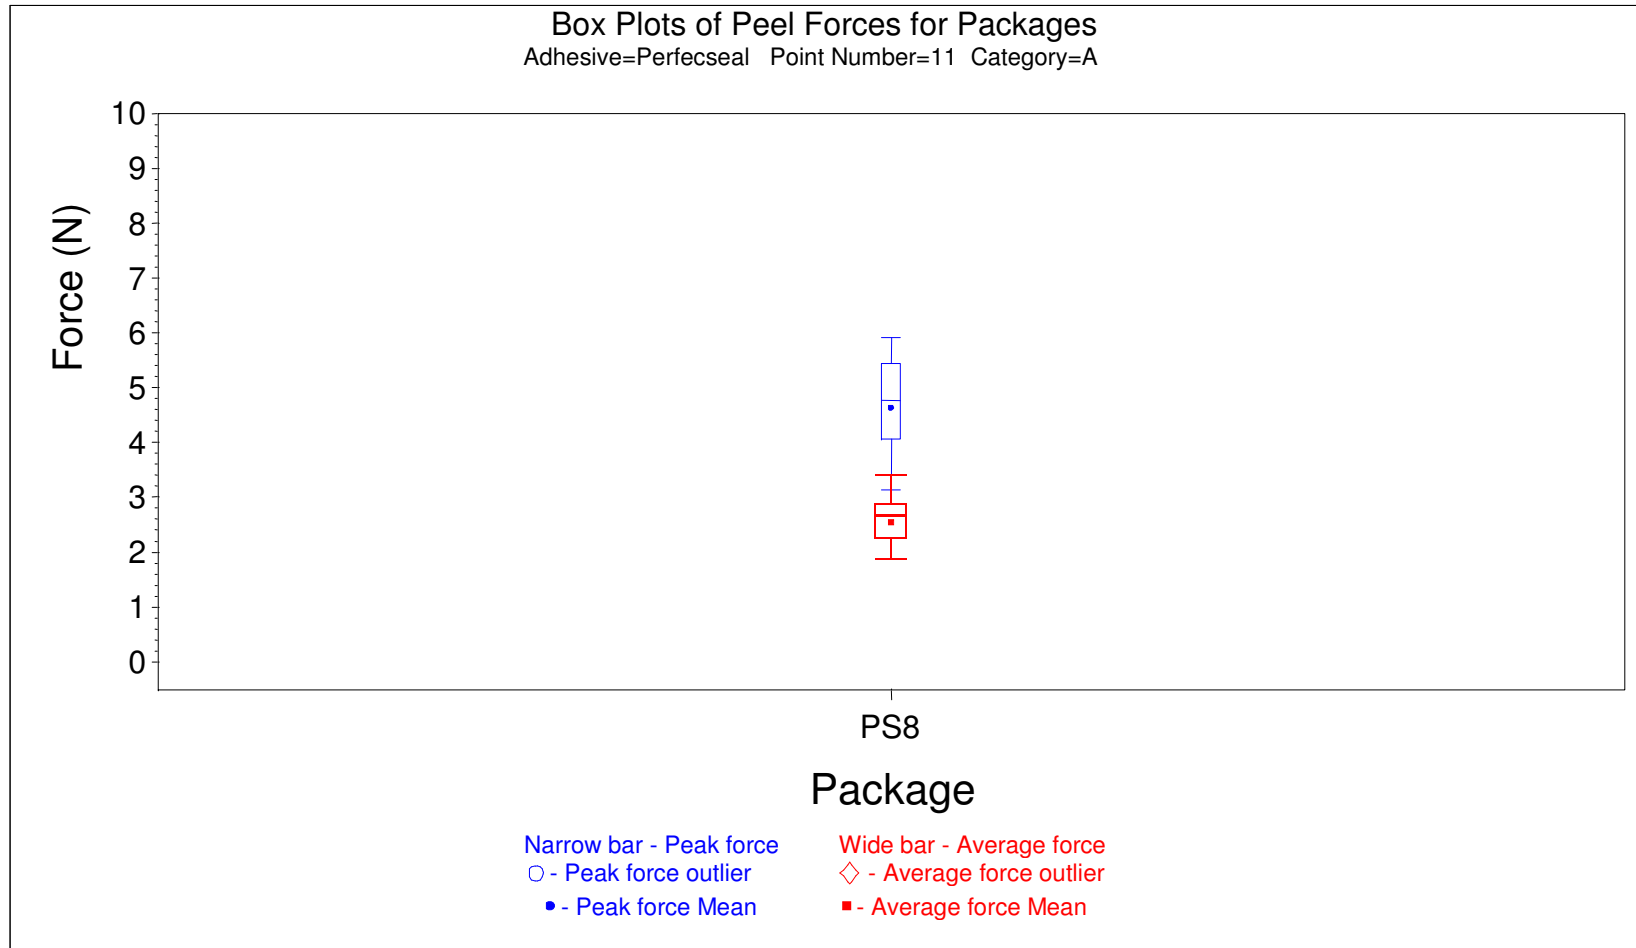 Box Plots of Peel Forces for Packages
Adhesive=Perfecseal Point Number=11 Category=A
10
9
8
7
6
5
4
3
2
1
0
Force (N)
PS8
Package
Narrow bar - Peak force Wide bar - Average force
- Peak force outlier - Average force outlier
- Peak force Mean - Average force Mean